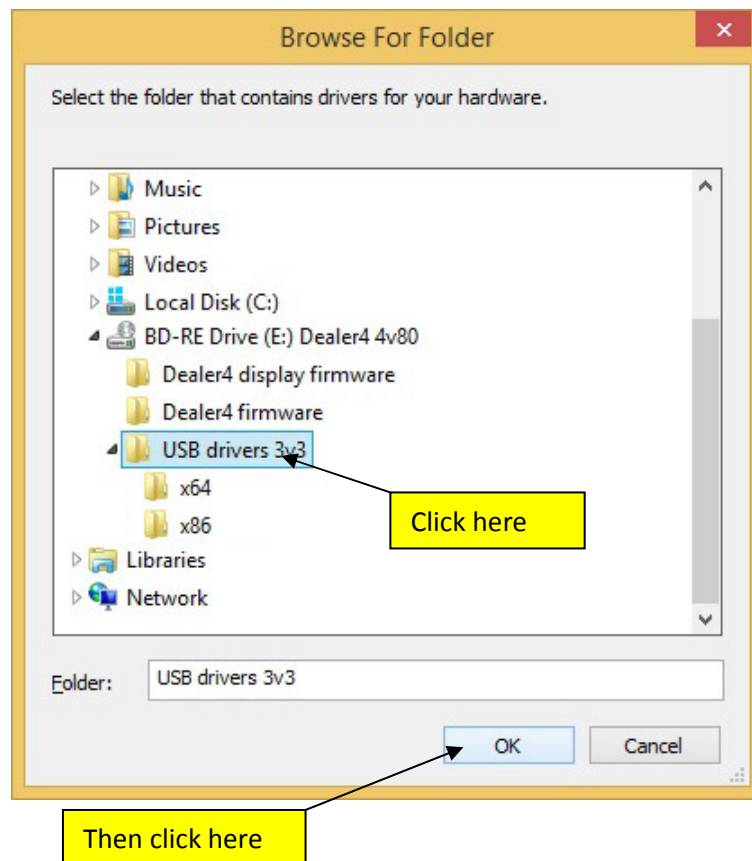 Browse For Folder
Select the folder that contains drivers for your hardware.
Music
Pictures
Videos
Local Disk (C:)
BD-RE Drive (E:) Dealer4 4v80
Dealer4 display firmware
Dealer4 firmware
USB drivers 3v3
x64
Click here
x86
Libraries
Network
Folder: USB drivers 3v3
OK Cancel
Then click here